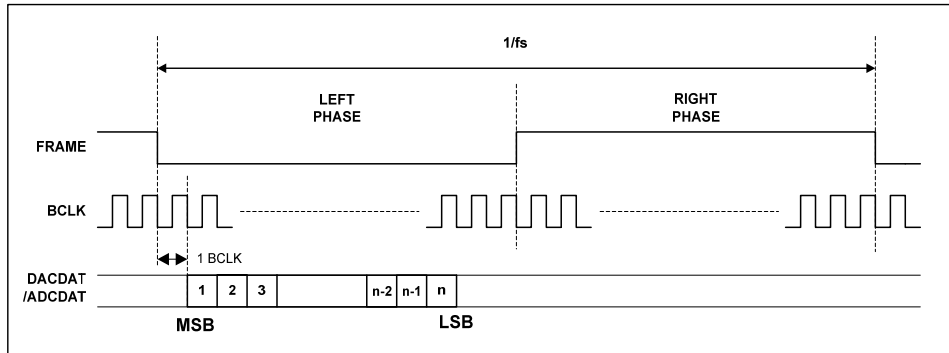 1/fs
LEFT
PHASE
RIGHT
PHASE
FRAME
BCLK
1 BCLK
DACDAT
/ADCDAT
1 2 3 n-2 n-1 n
MSB LSB